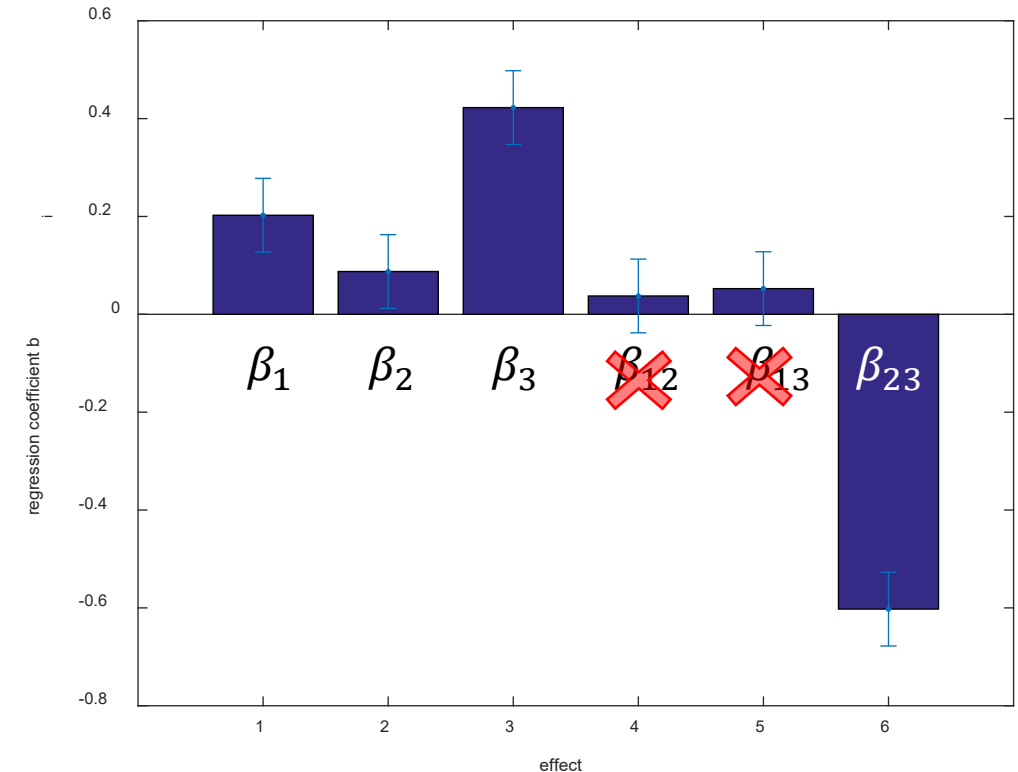 0.6
0.4
0.2
0
-0.2
-0.4
-0.6
-0.8
regression coefficient b
i
β1
β2
β3
β12
β13
β23
1 2 3 4 5 6
effect